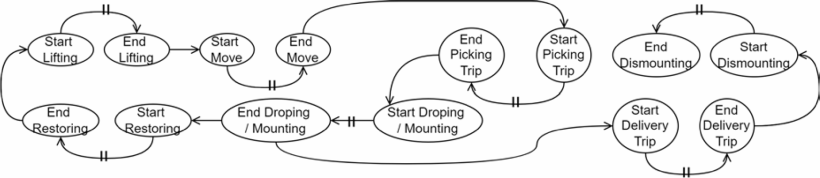 Start
Lifting
End
Lifting
Start
Move
End
Move
End
Picking
Trip
Start
Picking
Trip
End
Dismounting
Start
Dismounting
End
Restoring
Start
Restoring
End Droping
/ Mounting
Start Droping
/ Mounting
Start
Delivery
Trip
End
Delivery
Trip